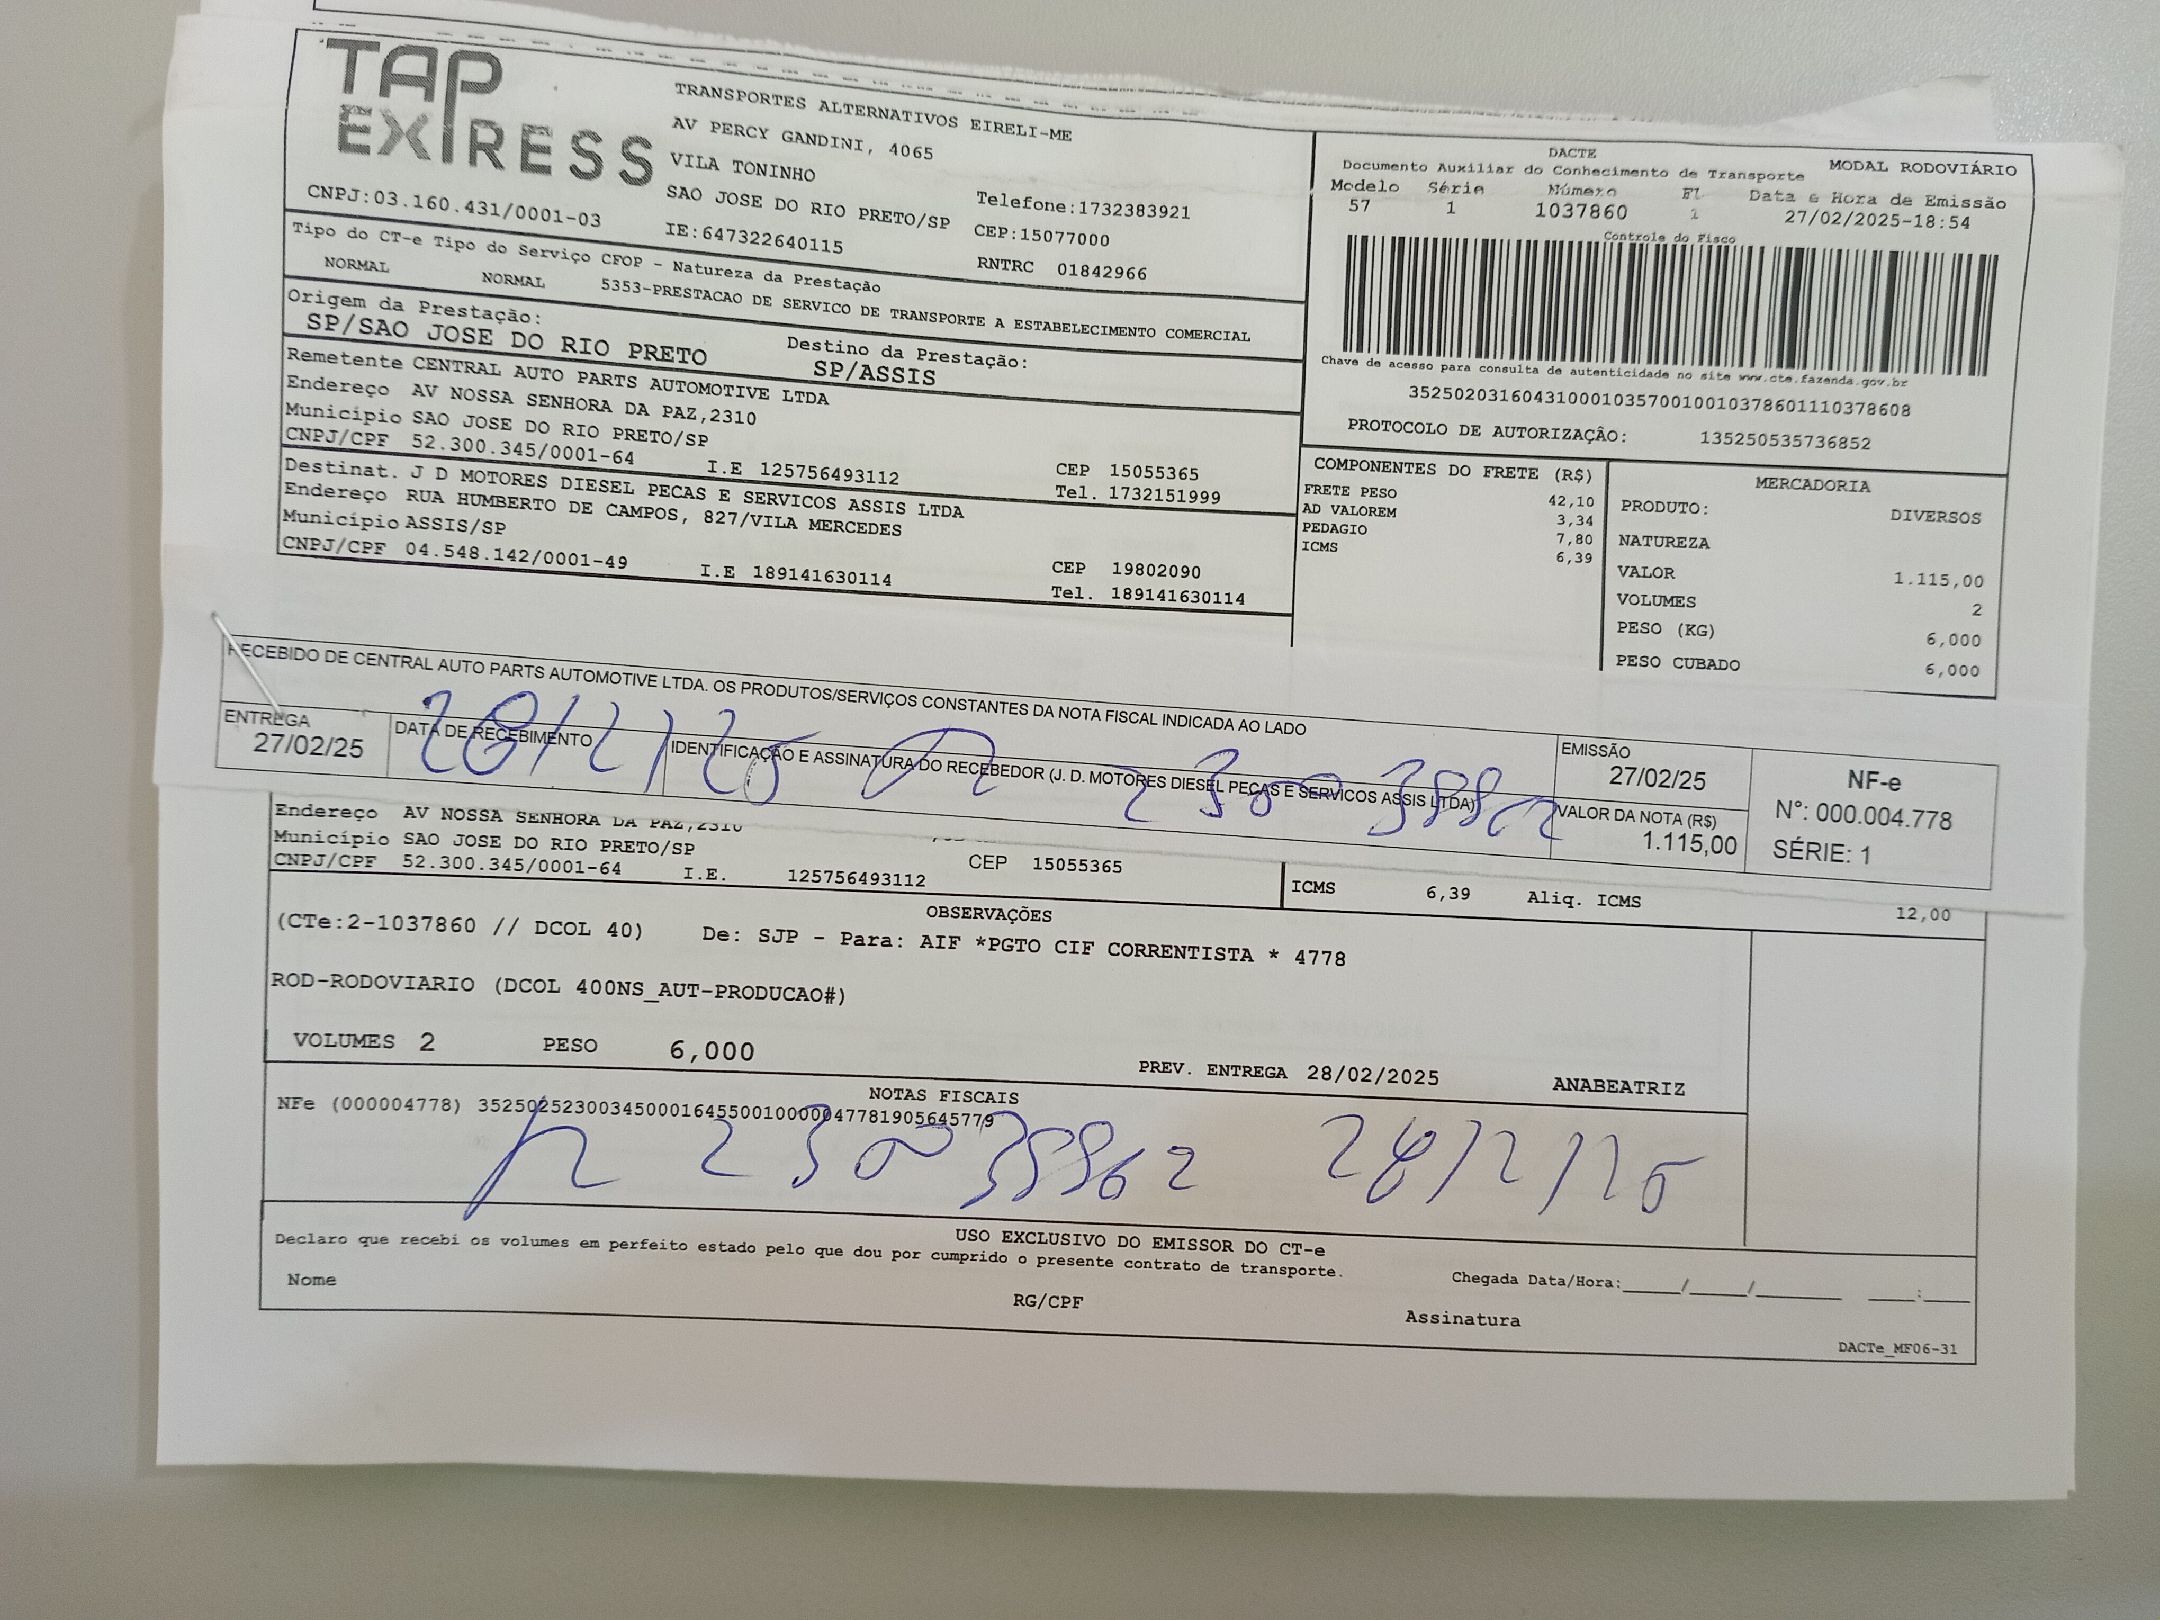 TAP
EXPRESS
CNPJ:03.160.431/0001-03
TRANSPORTES ALTERNATIVOS EIRELI-ME
AV PERCY GANDINI, 4065
VILA TONINHO
SAO JOSE DO RIO PRETO/SP
IE:647322640115
Telefone:1732383921
CEP:15077000
RNTRC 01842966
DACTE MODAL RODOVIÁRIO
Documento Auxiliar do Conhecimento de Transporte
Modelo Série Número Fl Data e Hora de Emissão
57 1 1037860 1 27/02/2025-18:54
Controle do Fisco
Chave de acesso para consulta de autenticidade no site www.cte.fazenda.gov.br
35250203160431000103570010010378601110378608
PROTOCOLO DE AUTORIZAÇÃO: 135250535736852
Tipo do CT-e Tipo do Serviço CFOP - Natureza da Prestação
NORMAL NORMAL 5353-PRESTACAO DE SERVICO DE TRANSPORTE A ESTABELECIMENTO COMERCIAL
Origem da Prestação: Destino da Prestação:
SP/SAO JOSE DO RIO PRETO SP/ASSIS
Remetente CENTRAL AUTO PARTS AUTOMOTIVE LTDA
Endereço AV NOSSA SENHORA DA PAZ,2310
Município SAO JOSE DO RIO PRETO/SP CEP 15055365
CNPJ/CPF 52.300.345/0001-64 I.E 125756493112 Tel. 1732151999
Destinat. J D MOTORES DIESEL PECAS E SERVICOS ASSIS LTDA
Endereço RUA HUMBERTO DE CAMPOS, 827/VILA MERCEDES
Município ASSIS/SP CEP 19802090
CNPJ/CPF 04.548.142/0001-49 I.E 189141630114 Tel. 189141630114
COMPONENTES DO FRETE (R$)
FRETE PESO 42,10
AD VALOREM 3,34
PEDAGIO 7,80
ICMS 6,39
MERCADORIA
PRODUTO: DIVERSOS
NATUREZA
VALOR 1.115,00
VOLUMES 2
PESO (KG) 6,000
PESO CUBADO 6,000
RECEBIDO DE CENTRAL AUTO PARTS AUTOMOTIVE LTDA. OS PRODUTOS/SERVIÇOS CONSTANTES DA NOTA FISCAL INDICADA AO LADO
ENTREGA
27/02/25
DATA DE RECEBIMENTO
28/2/25
IDENTIFICAÇÃO E ASSINATURA DO RECEBEDOR (J. D. MOTORES DIESEL PEÇAS E SERVICOS ASSIS LTDA)
230038862
EMISSÃO
27/02/25
VALOR DA NOTA (R$)
1.115,00
NF-e
N°: 000.004.778
SÉRIE: 1
Endereço AV NOSSA SENHORA DA PAZ,2310
Município SAO JOSE DO RIO PRETO/SP CEP 15055365
CNPJ/CPF 52.300.345/0001-64 I.E. 125756493112
ICMS 6,39 Aliq. ICMS 12,00
OBSERVAÇÕES
(CTe:2-1037860 // DCOL 40) De: SJP - Para: AIF *PGTO CIF CORRENTISTA * 4778
ROD-RODOVIARIO (DCOL 400NS_AUT-PRODUCAO#)
VOLUMES 2 PESO 6,000 PREV. ENTREGA 28/02/2025 ANABEATRIZ
NOTAS FISCAIS
NFe (000004778) 35250252300345000164550010000047781905645779
230038862 28/2/25
USO EXCLUSIVO DO EMISSOR DO CT-e
Declaro que recebi os volumes em perfeito estado pelo que dou por cumprido o presente contrato de transporte.
Nome RG/CPF Assinatura Chegada Data/Hora:_____/_____/________ ____:____
DACTe_MF06-31